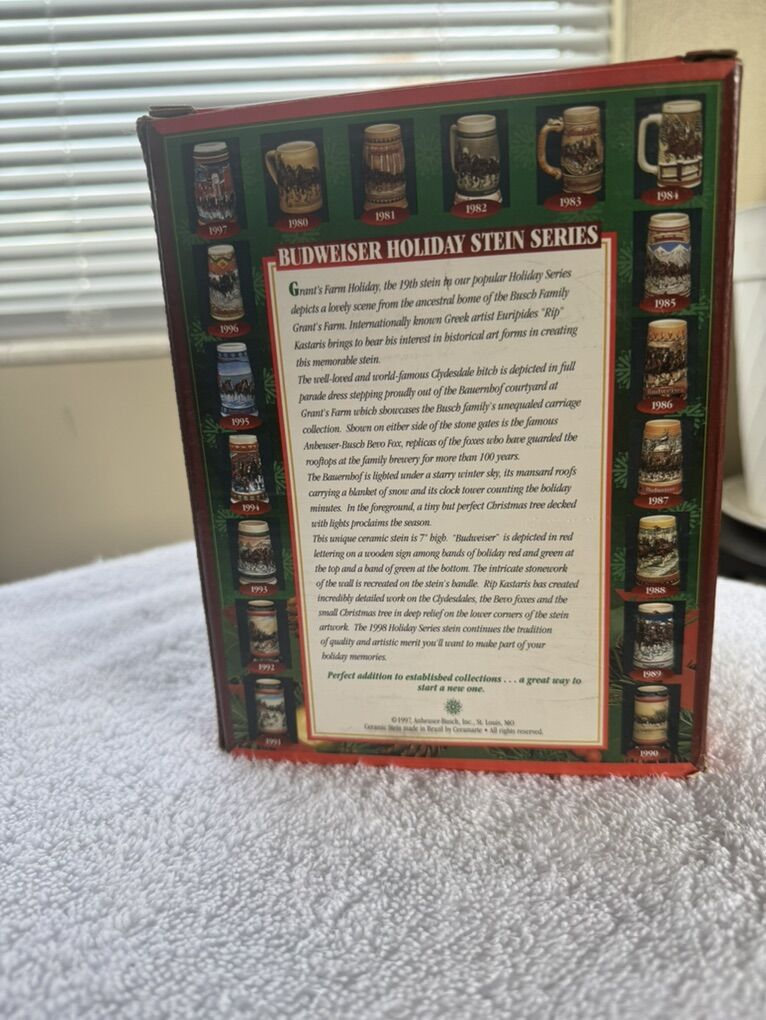 1997
1980
1981
1982
1983
1984
BUDWEISER HOLIDAY STEIN SERIES
1996
1995
1994
1993
1992
1991
Grant's Farm Holiday, the 19th stein in our popular Holiday Series
depicts a lovely scene from the ancestral home of the Busch Family
Grant's Farm. Internationally known Greek artist Euripides "Rip"
Kastaris brings to bear his interest in historical art forms in creating
this memorable stein.
The well-loved and world-famous Clydesdale hitch is depicted in full
parade dress stepping proudly out of the Bauernhof courtyard at
Grant's Farm which showcases the Busch family's unequaled carriage
collection. Shown on either side of the stone gates is the famous
Anheuser-Busch Bevo Fox, replicas of the foxes who have guarded the
rooftops at the family brewery for more than 100 years.
The Bauernhof is lighted under a starry winter sky, its mansard roofs
carrying a blanket of snow and its clock tower counting the holiday
minutes. In the foreground, a tiny but perfect Christmas tree decked
with lights proclaims the season.
This unique ceramic stein is 7" high. "Budweiser" is depicted in red
lettering on a wooden sign among bands of holiday red and green at
the top and a band of green at the bottom. The intricate stonework
of the wall is recreated on the stein's handle. Rip Kastaris has created
incredibly detailed work on the Clydesdales, the Bevo foxes and the
small Christmas tree in deep relief on the lower corners of the stein
artwork. The 1998 Holiday Series stein continues the tradition
of quality and artistic merit you'll want to make part of your
holiday memories.
Perfect addition to established collections . . . a great way to
start a new one.
©1997, Anheuser-Busch, Inc., St. Louis, MO
Ceramic Stein made in Brazil by Ceramarte • All rights reserved.
1985
Budweiser
1986
Budweiser
1987
1988
1989
1990